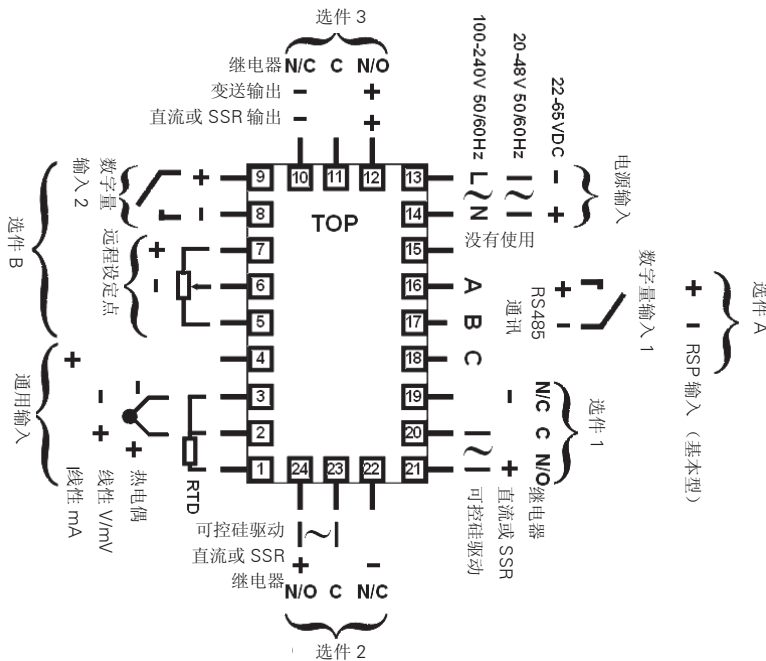 选件 3
继电器 N/C C N/O
变送输出 − +
直流或 SSR 输出 − +
100-240V 50/60Hz L ~ N
20-48V 50/60Hz ~
22-65VDC − +
电源输入
9
10
11
12
13
8
TOP
14
7
15
没有使用
6
16
A
5
17
B
4
18
C
3
19
2
20
1
24
23
22
21
数字量
输入 2
+ −
远程设定点
+ −
选件 B
通用输入
RTD
热电偶
− +
线性 V/mV
− +
线性 mA
+ −
RS485
通讯
+ −
数字量输入 1
+ −
RSP 输入 (基本型)
选件 A
选件 1
N/C C N/O
继电器
− +
直流或 SSR
可控硅驱动
~
可控硅驱动 ~
直流或 SSR + −
继电器 N/O C N/C
选件 2